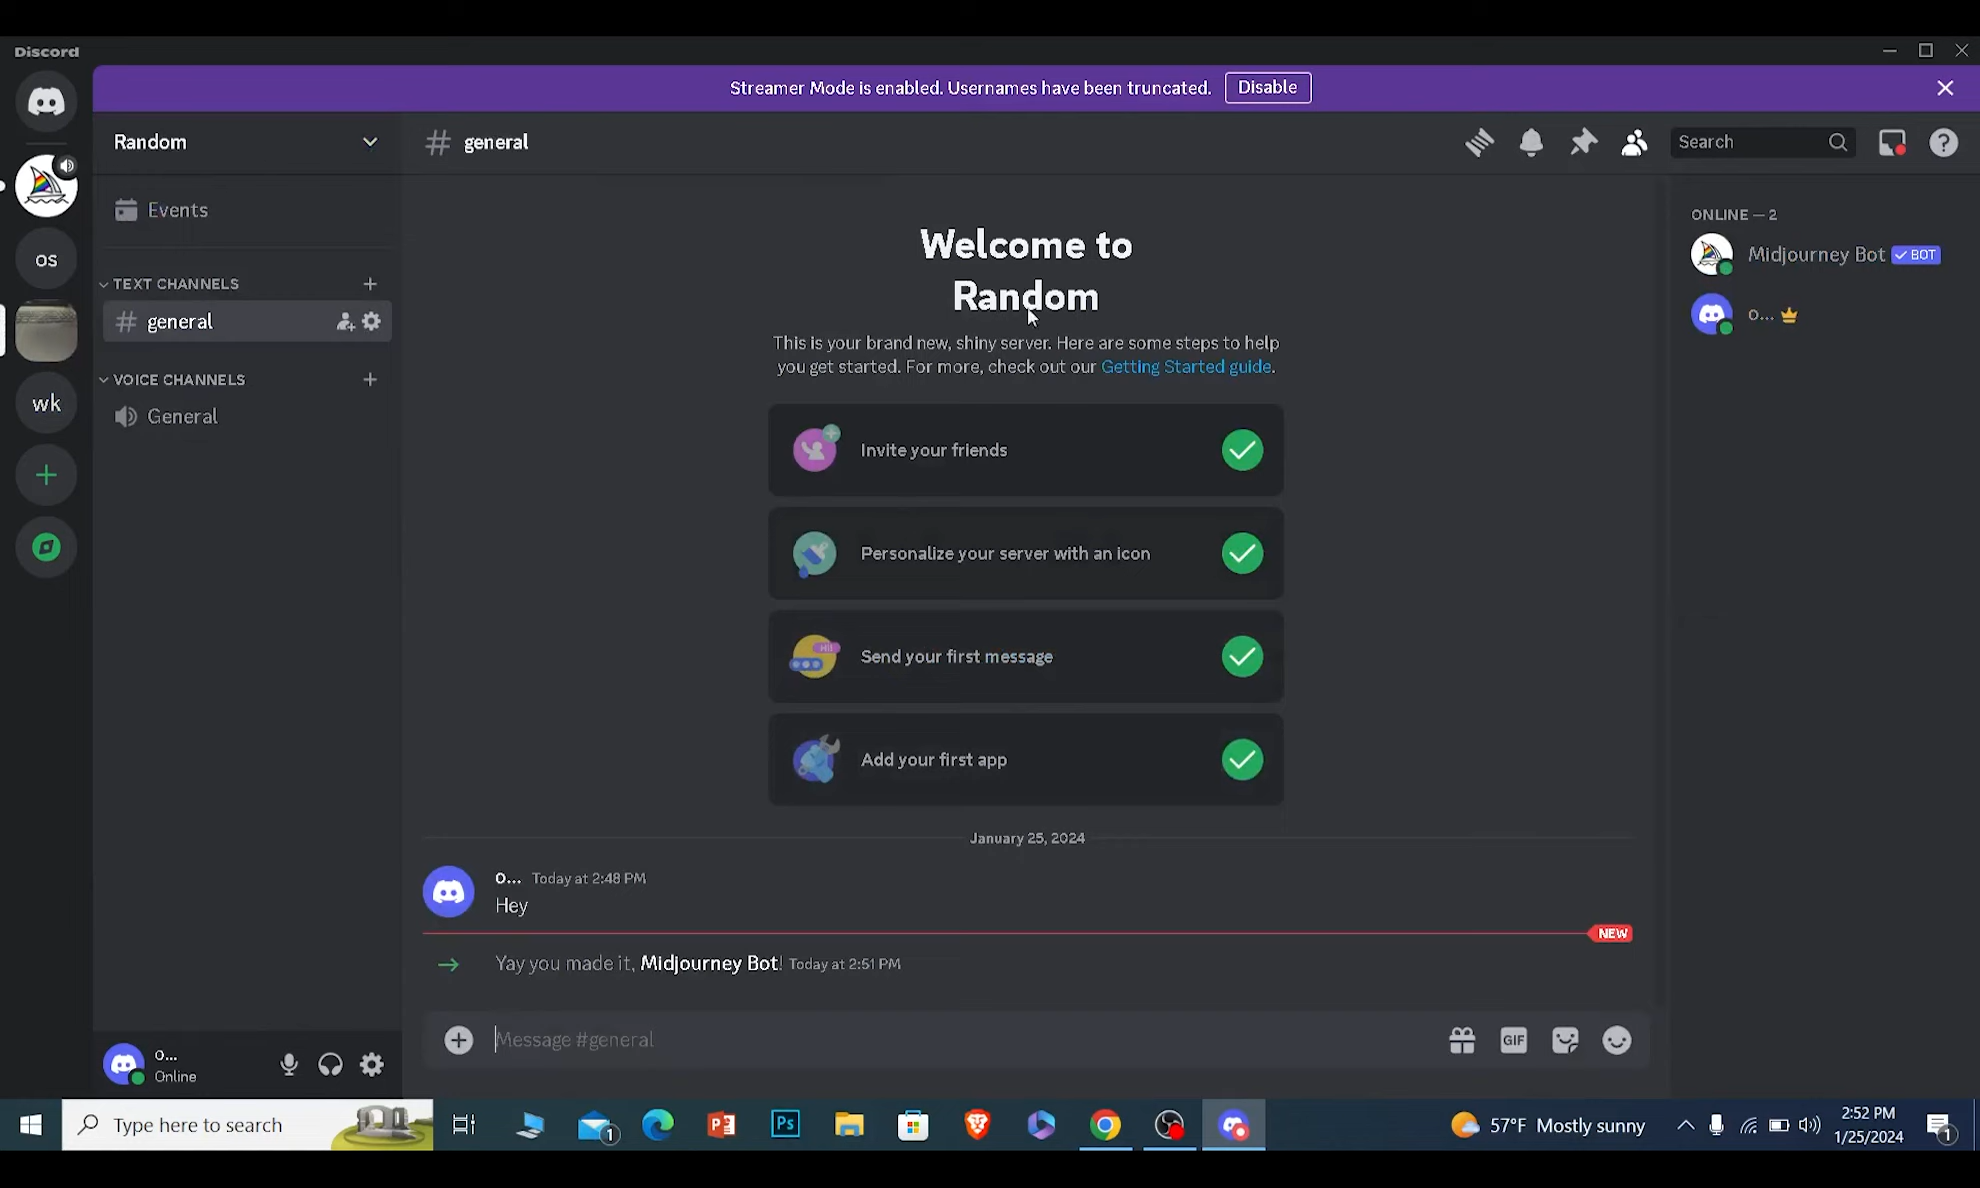 Discord
Streamer Mode is enabled. Usernames have been truncated. Disable
Random
general
Search
Events
TEXT CHANNELS
general
VOICE CHANNELS
General
os
wk
Welcome to
Random
This is your brand new, shiny server. Here are some steps to help
you get started. For more, check out our Getting Started guide.
Invite your friends
Personalize your server with an icon
Send your first message
Add your first app
January 25, 2024
o... Today at 2:48 PM
Hey
NEW
Yay you made it, Midjourney Bot! Today at 2:51 PM
Message #general
GIF
ONLINE — 2
Midjourney Bot BOT
o...
o...
Online
Type here to search
1
Ps
57°F Mostly sunny
2:52 PM
1/25/2024
1